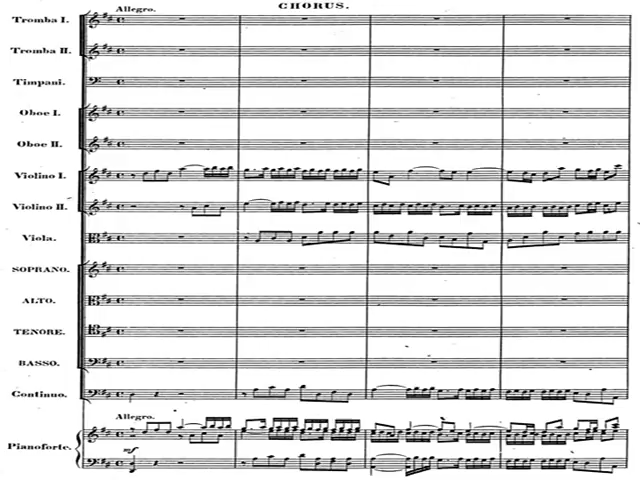 CHORUS.
Allegro.
Tromba I.
Tromba II.
Timpani.
Oboe I.
Oboe II.
Violino I.
Violino II.
Viola.
SOPRANO.
ALTO.
TENORE.
BASSO.
Continuo.
Allegro.
Pianoforte.
mf